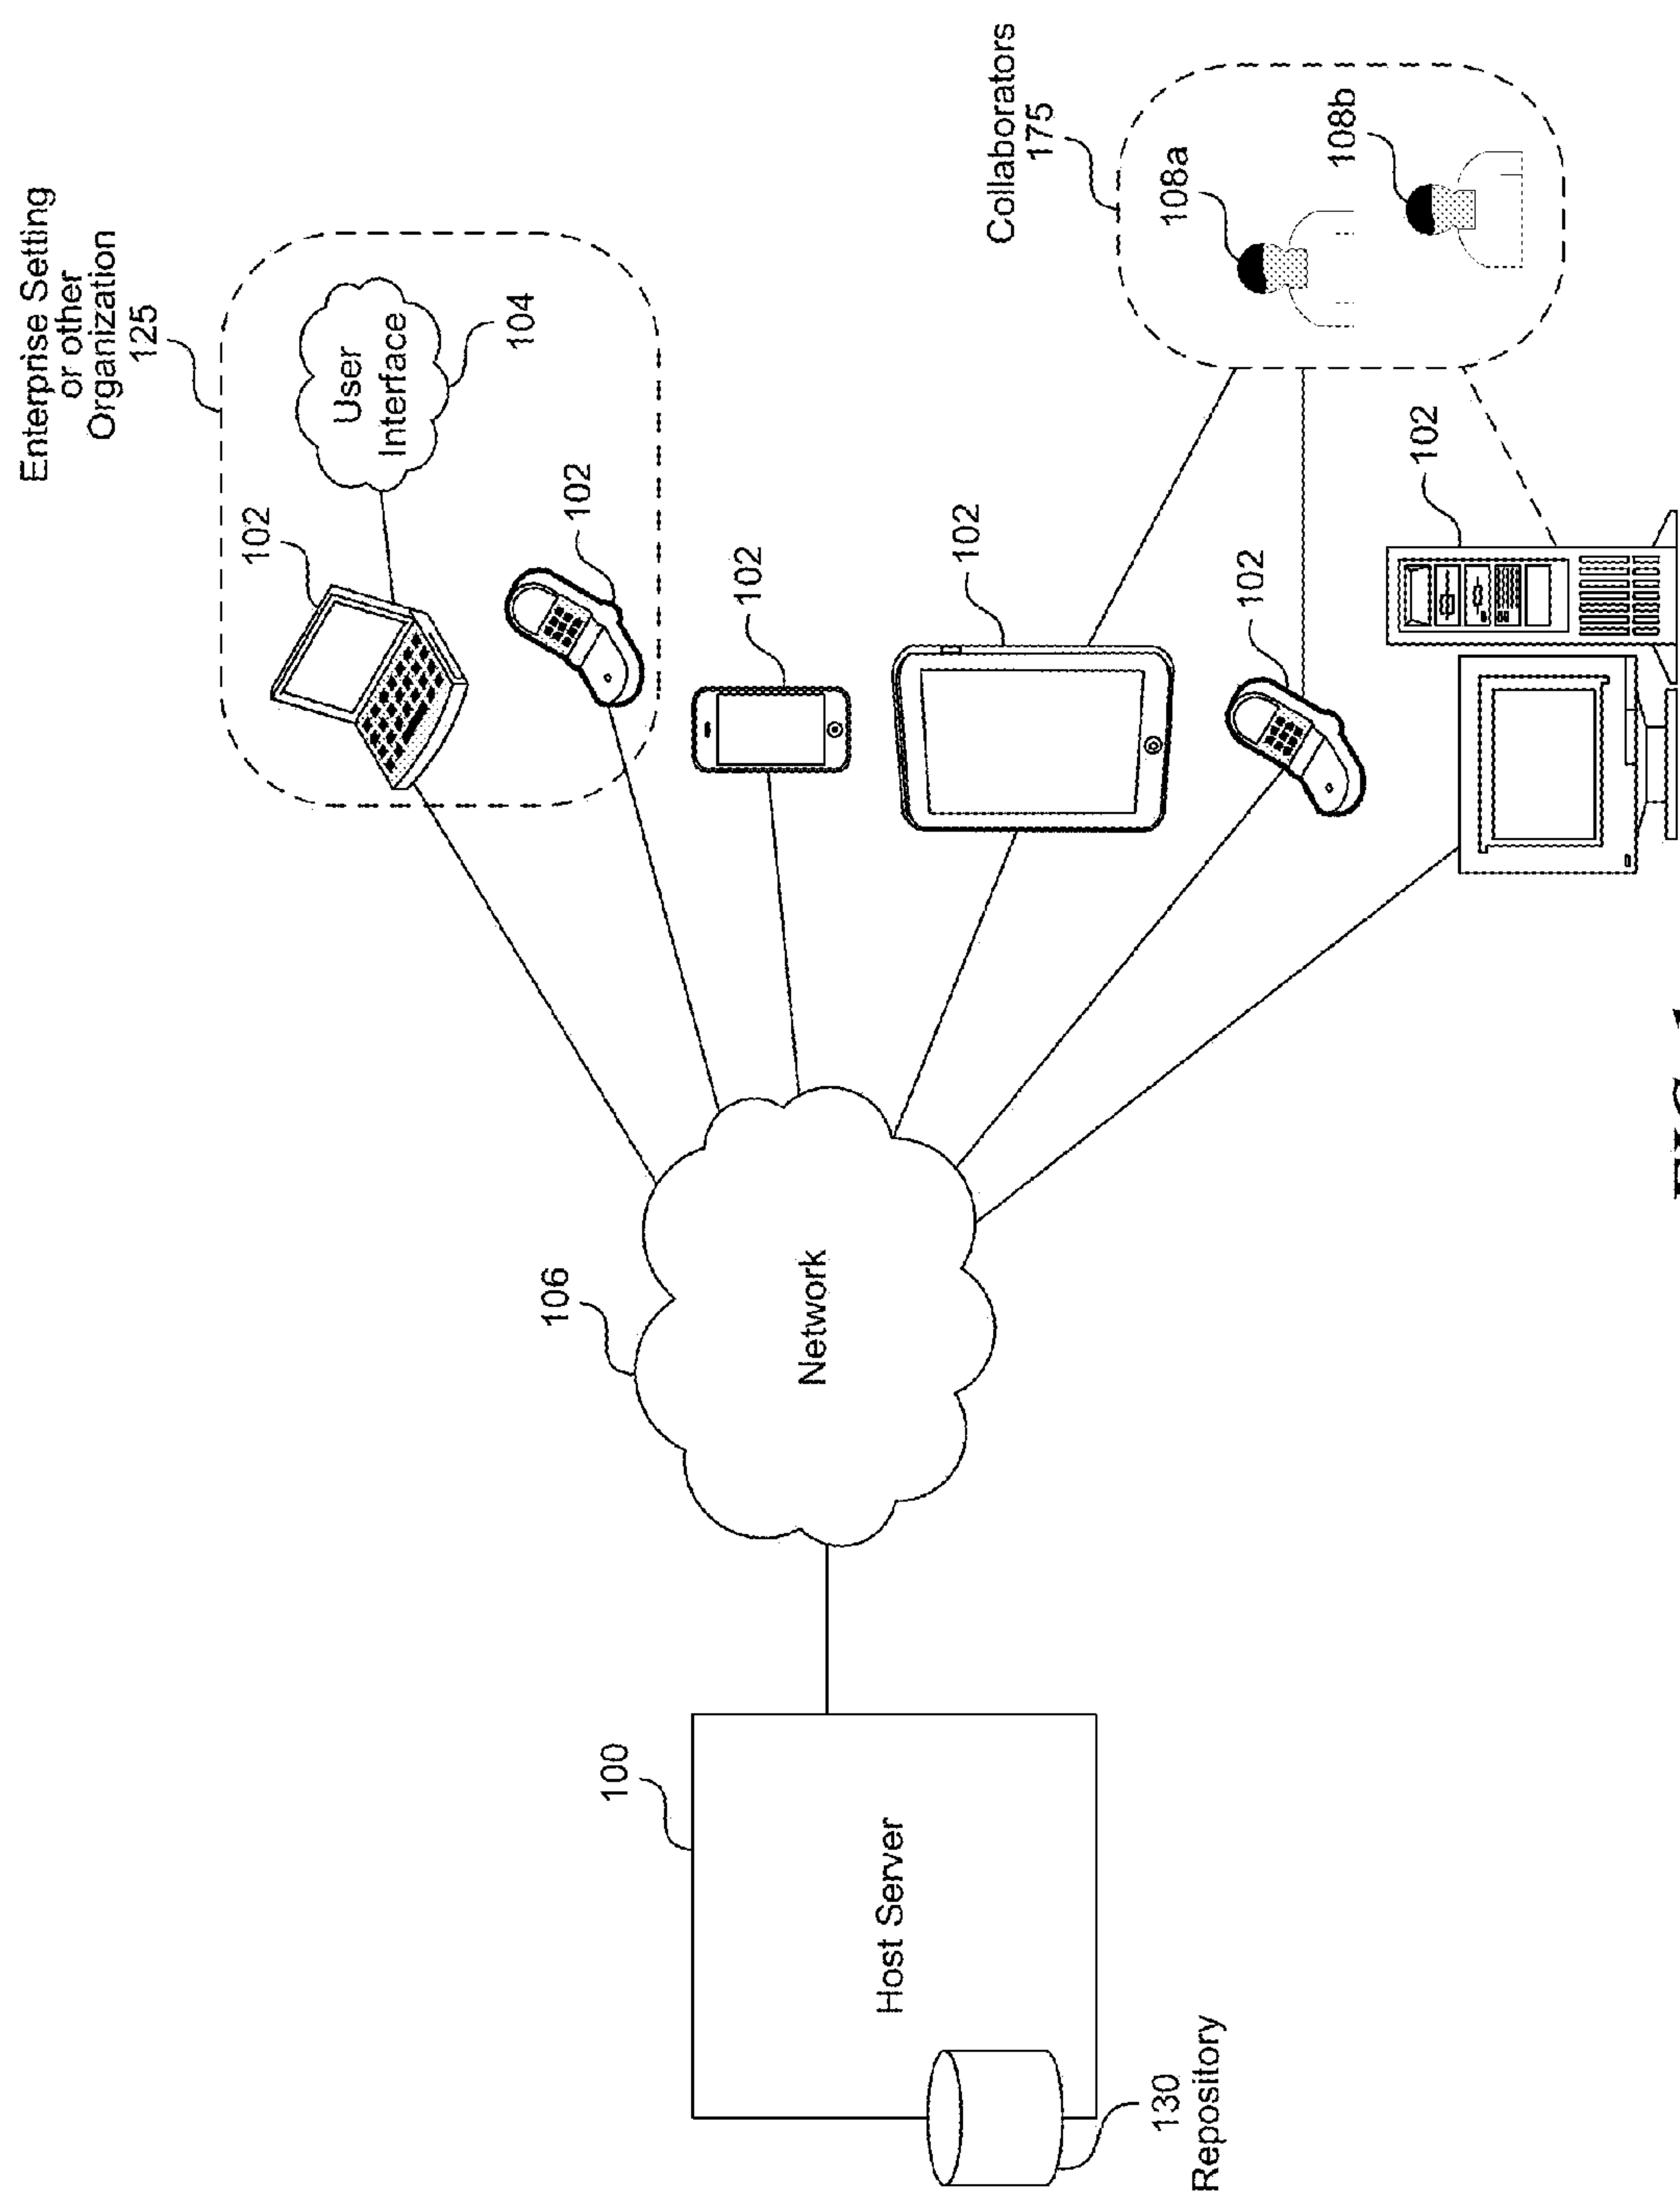 Enterprise Setting
or other
Organization
125
102
User
Interface
104
102
102
102
102
102
Collaborators
175
108a
108b
106
Network
100
Host Server
130
Repository